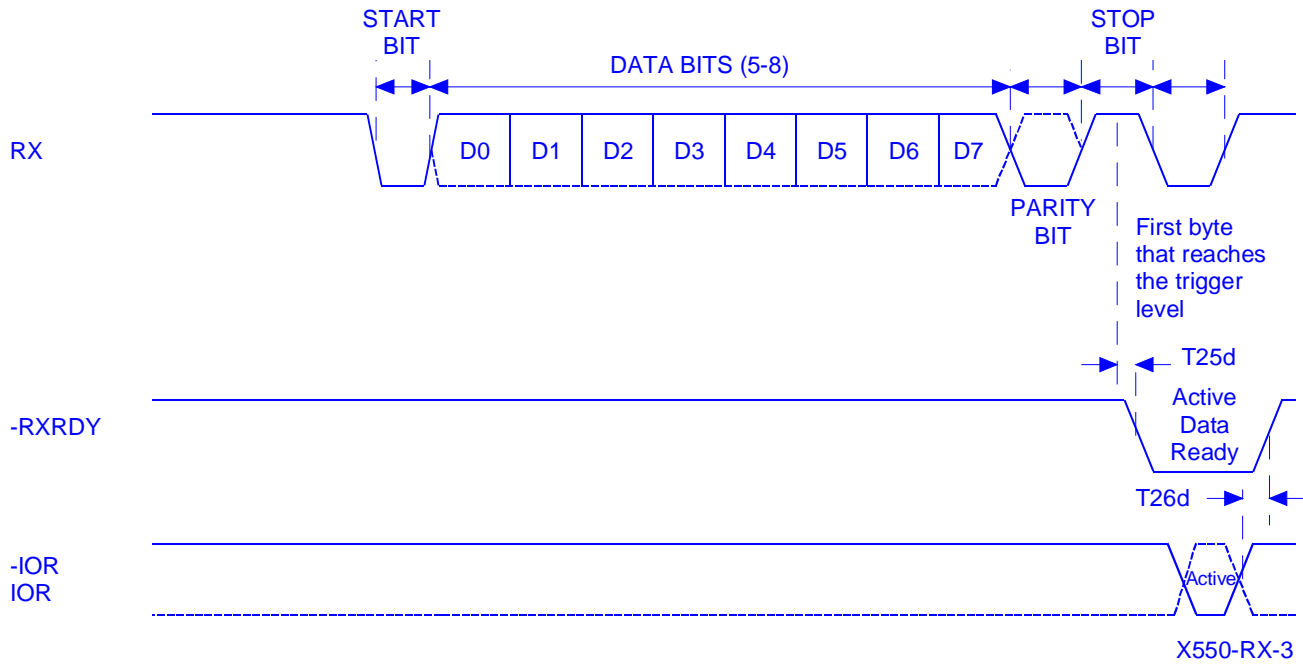 START
BIT
STOP
BIT
DATA BITS (5-8)
RX
D0 D1 D2 D3 D4 D5 D6 D7
PARITY
BIT
First byte
that reaches
the trigger
level
T25d
-RXRDY
Active
Data
Ready
T26d
-IOR
IOR
Active
X550-RX-3